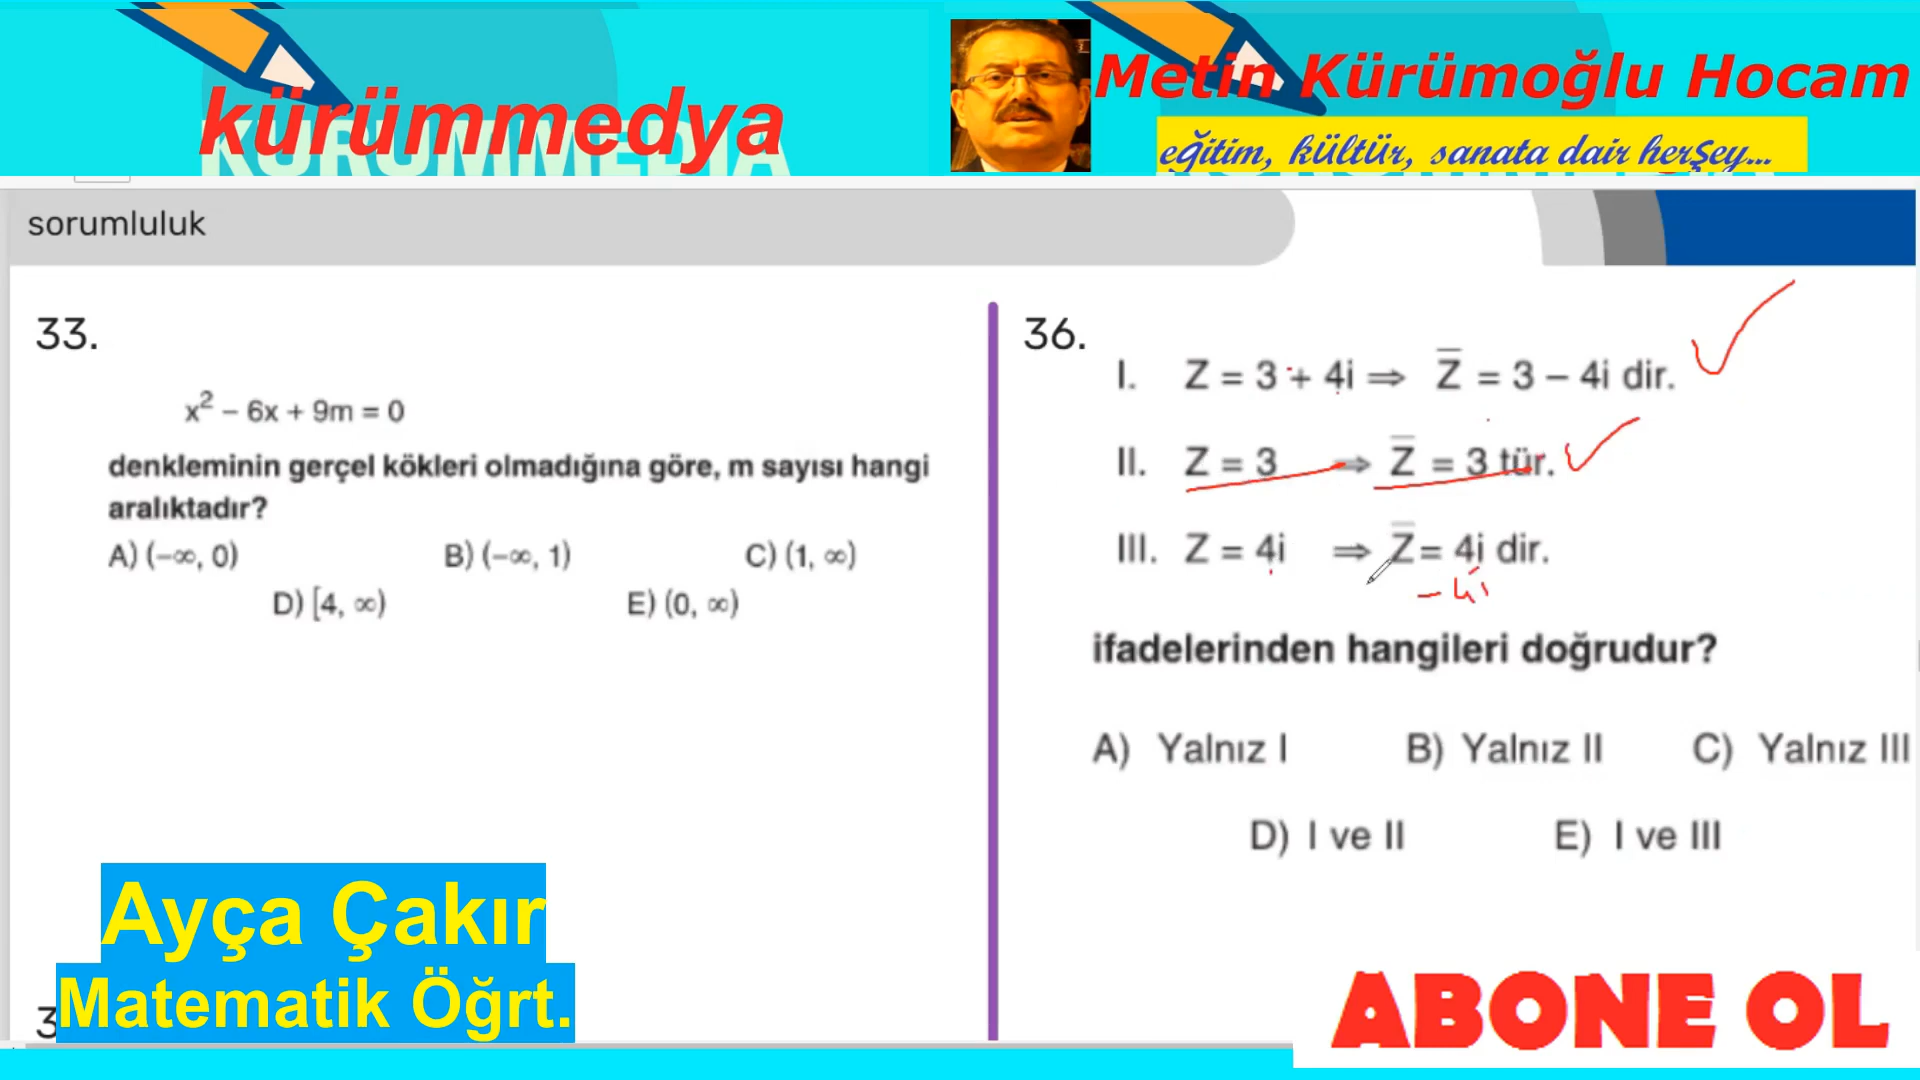 kürümmedya
Metin Kürümoğlu Hocam
eğitim, kültür, sanata dair herşey...
sorumluluk
33.
x² – 6x + 9m = 0
denkleminin gerçel kökleri olmadığına göre, m sayısı hangi
aralıktadır?
A) (–∞, 0) B) (–∞, 1) C) (1, ∞)
D) [4, ∞) E) (0, ∞)
36.
I. Z = 3 + 4i ⇒ Z̅ = 3 – 4i dir.
II. Z = 3 ⇒ Z̅ = 3 tür.
III. Z = 4i ⇒ Z̅ = 4i dir.
– 4i
ifadelerinden hangileri doğrudur?
A) Yalnız I B) Yalnız II C) Yalnız III
D) I ve II E) I ve III
Ayça Çakır
Matematik Öğrt.
ABONE OL